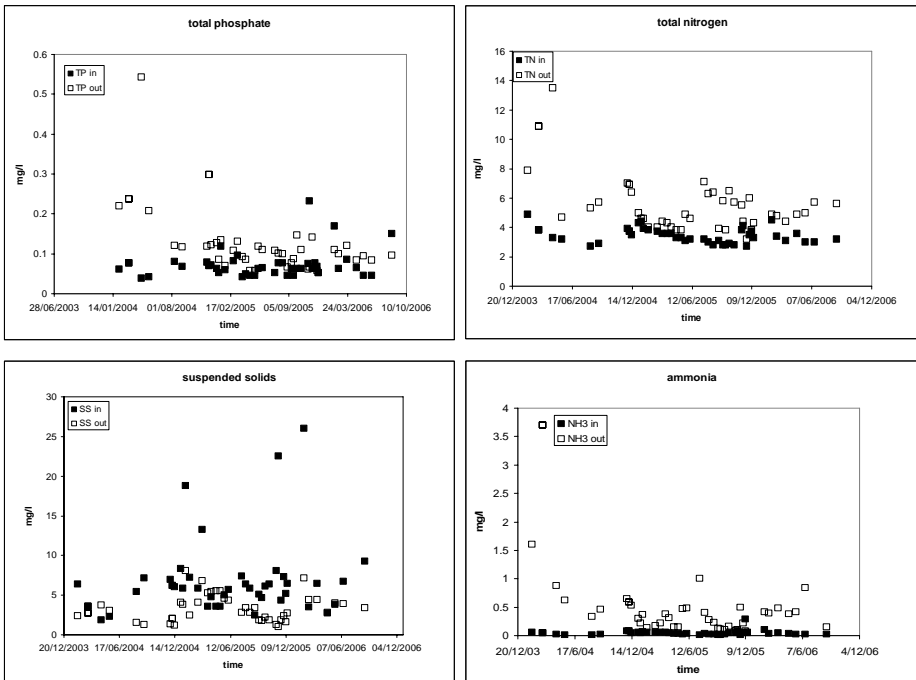 total phosphate
0.6
0.5
0.4
0.3
0.2
0.1
0
mg/l
TP in
TP out
28/06/2003 14/01/2004 01/08/2004 17/02/2005 05/09/2005 24/03/2006 10/10/2006
time
total nitrogen
16
14
12
10
8
6
4
2
0
mg/l
TN in
TN out
20/12/2003 17/06/2004 14/12/2004 12/06/2005 09/12/2005 07/06/2006 04/12/2006
time
suspended solids
30
25
20
15
10
5
0
mg/l
SS in
SS out
20/12/2003 17/06/2004 14/12/2004 12/06/2005 09/12/2005 07/06/2006 04/12/2006
time
ammonia
4
3.5
3
2.5
2
1.5
1
0.5
0
mg/l
NH3 in
NH3 out
20/12/03 17/6/04 14/12/04 12/6/05 9/12/05 7/6/06 4/12/06
time